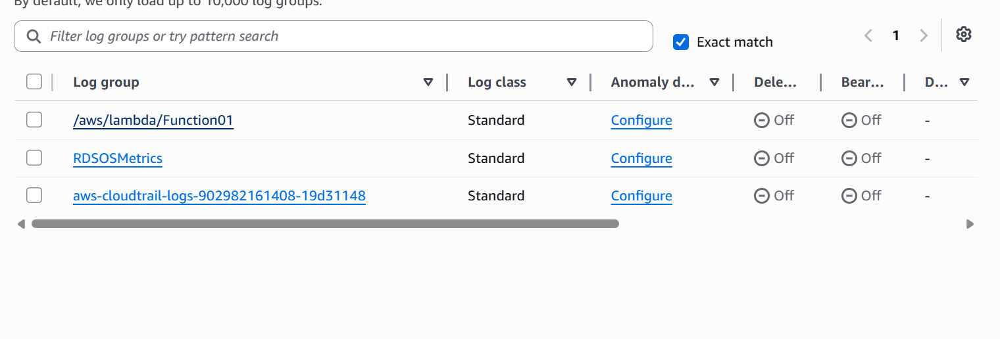 By default, we only load up to 10,000 log groups.
Filter log groups or try pattern search
Exact match
1
Log group Log class Anomaly d... Dele... Bear... D...
/aws/lambda/Function01 Standard Configure Off Off -
RDSOSMetrics Standard Configure Off Off -
aws-cloudtrail-logs-902982161408-19d31148 Standard Configure Off Off -